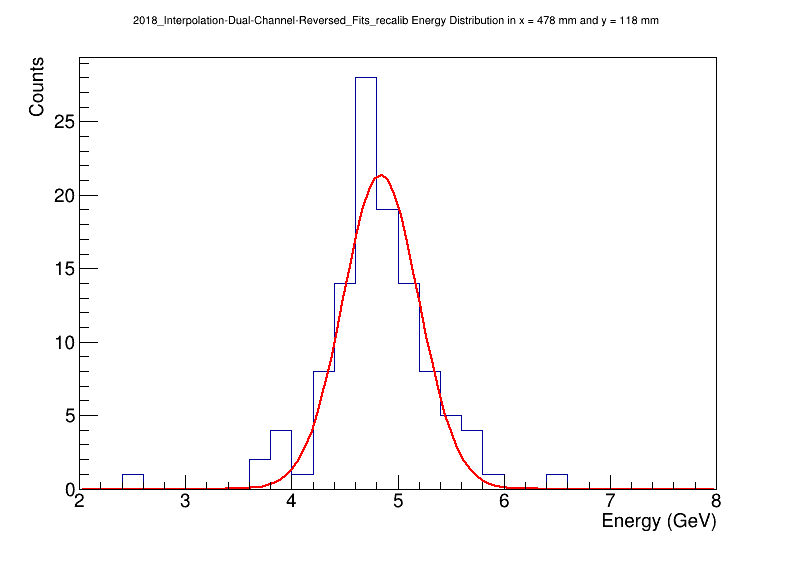 2018_Interpolation-Dual-Channel-Reversed_Fits_recalib Energy Distribution in x = 478 mm and y = 118 mm
Counts
25
20
15
10
5
0
2 3 4 5 6 7 8
Energy (GeV)